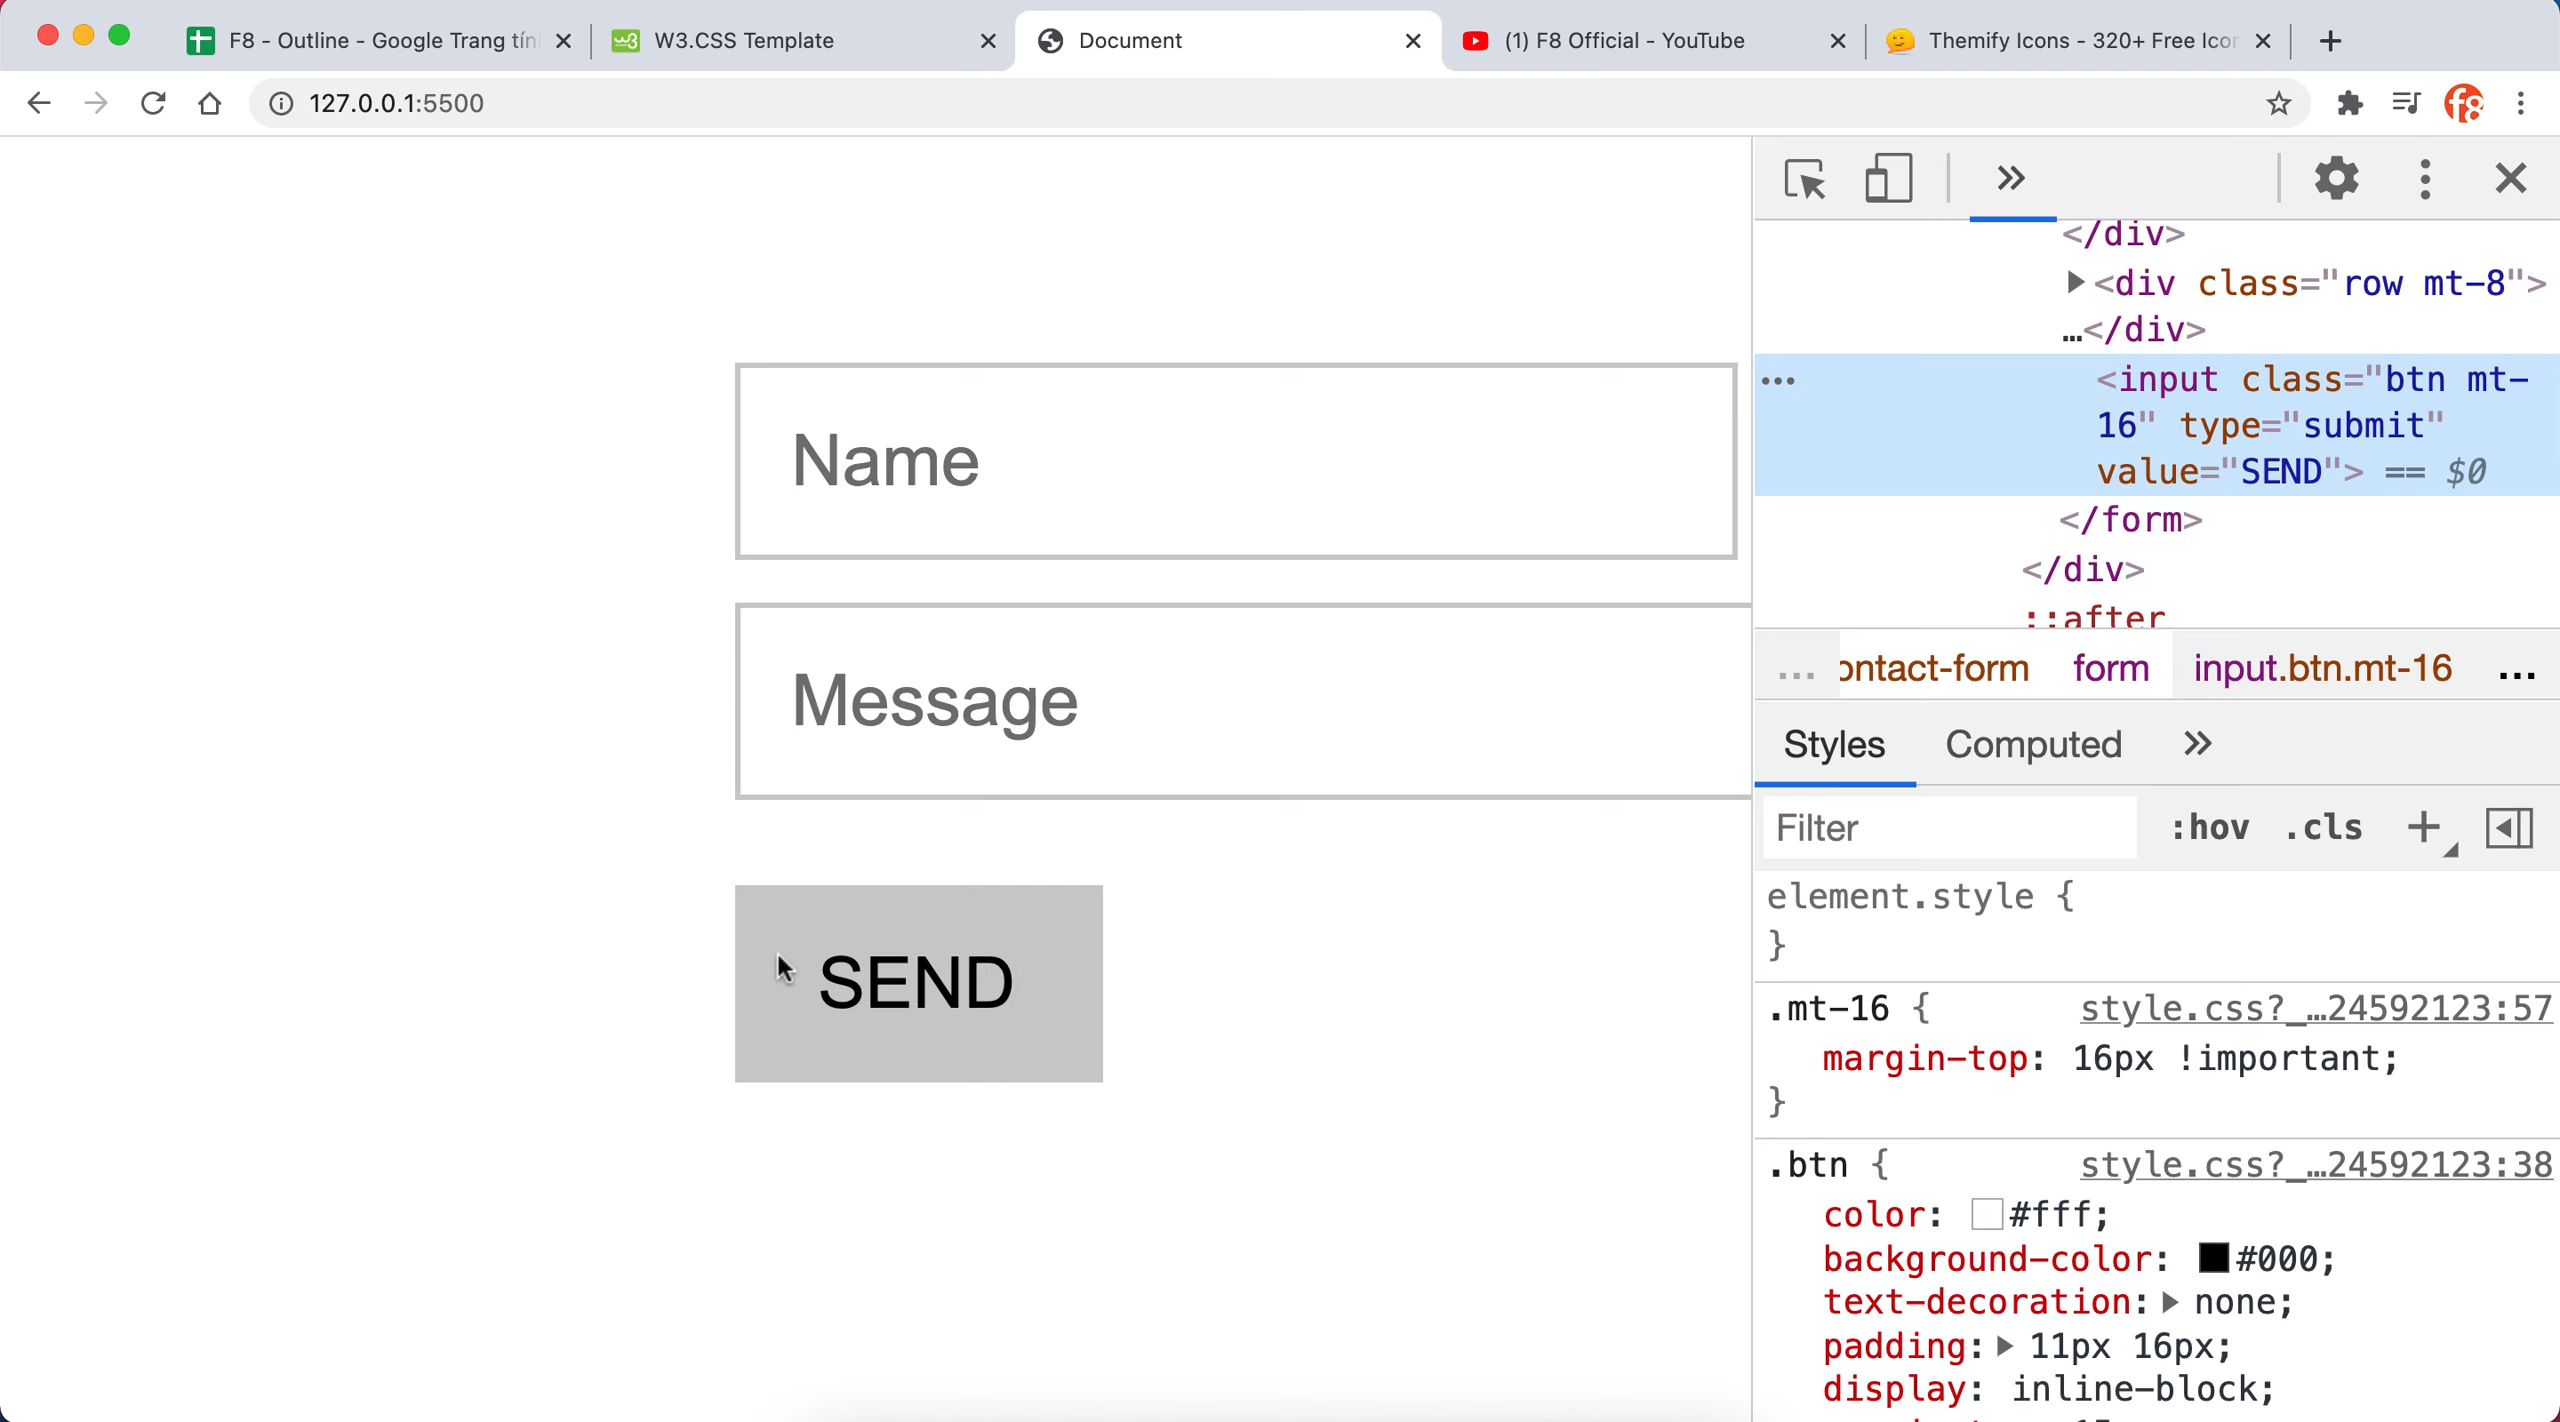 F8 - Outline - Google Trang tín
W3.CSS Template
Document
(1) F8 Official - YouTube
Themify Icons - 320+ Free Icon
127.0.0.1:5500
f8
Name
Message
SEND
</div>
<div class="row mt-8">
…</div>
<input class="btn mt-
16" type="submit"
value="SEND"> == $0
</form>
</div>
::after
... ontact-form form input.btn.mt-16 ...
Styles Computed
Filter :hov .cls
element.style {
}
.mt-16 { style.css?_…24592123:57
margin-top: 16px !important;
}
.btn { style.css?_…24592123:38
color: #fff;
background-color: #000;
text-decoration: none;
padding: 11px 16px;
display: inline-block;